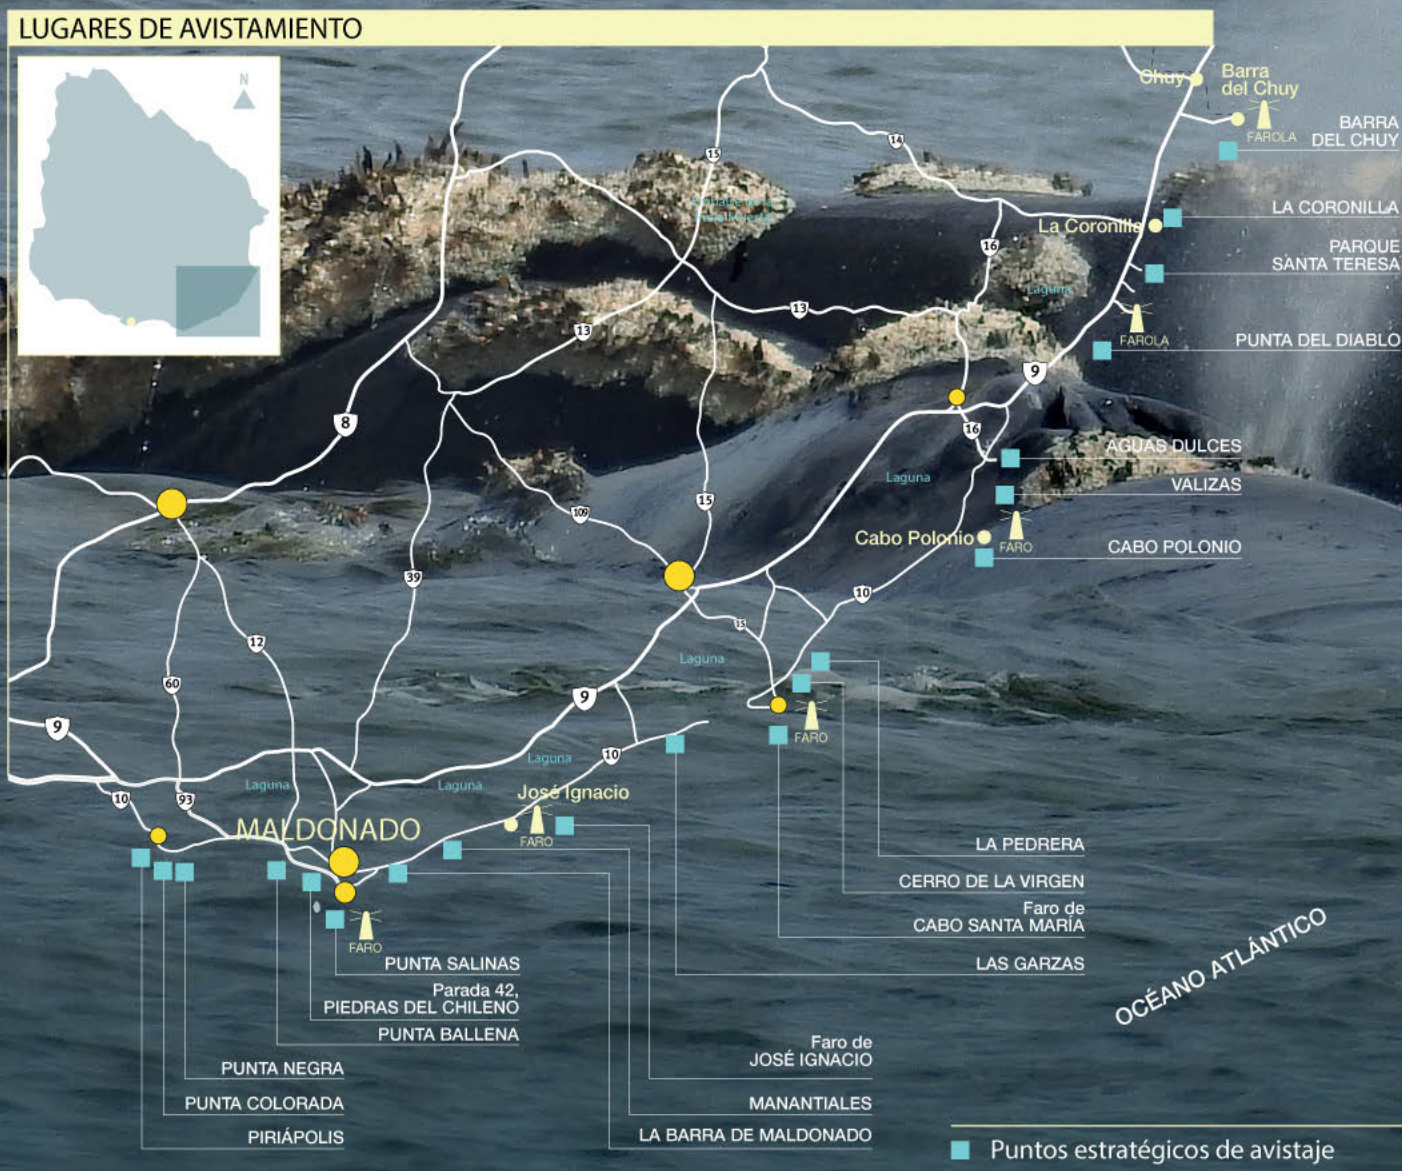 LUGARES DE AVISTAMIENTO
N
Chuy
Barra
del Chuy
FAROLA
BARRA
DEL CHUY
15
14
LA CORONILLA
La Coronilla
16
PARQUE
SANTA TERESA
Laguna
13
13
FAROLA
PUNTA DEL DIABLO
9
8
16
AGUAS DULCES
Laguna
VALIZAS
15
109
Cabo Polonio
FARO
CABO POLONIO
39
10
15
12
Laguna
60
9
9
FARO
10
Laguna
Laguna
Laguna
José Ignacio
10
93
MALDONADO
FARO
LA PEDRERA
CERRO DE LA VIRGEN
Faro de
CABO SANTA MARÍA
FARO
PUNTA SALINAS
LAS GARZAS
Parada 42,
PIEDRAS DEL CHILENO
PUNTA BALLENA
OCÉANO ATLÁNTICO
Faro de
JOSÉ IGNACIO
PUNTA NEGRA
PUNTA COLORADA
MANANTIALES
PIRIÁPOLIS
LA BARRA DE MALDONADO
Puntos estratégicos de avistaje